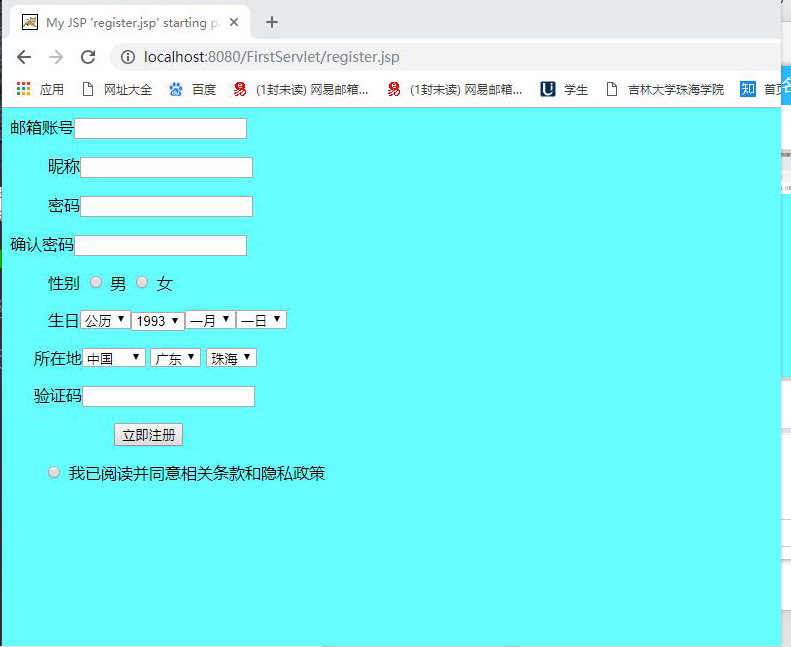 My JSP 'register.jsp' starting p
localhost:8080/FirstServlet/register.jsp
应用 网址大全 百度 (1封未读) 网易邮箱... (1封未读) 网易邮箱... 学生 吉林大学珠海学院 知 首页
邮箱账号
昵称
密码
确认密码
性别 男 女
生日 公历 1993 一月 一日
所在地 中国 广东 珠海
验证码
立即注册
我已阅读并同意相关条款和隐私政策